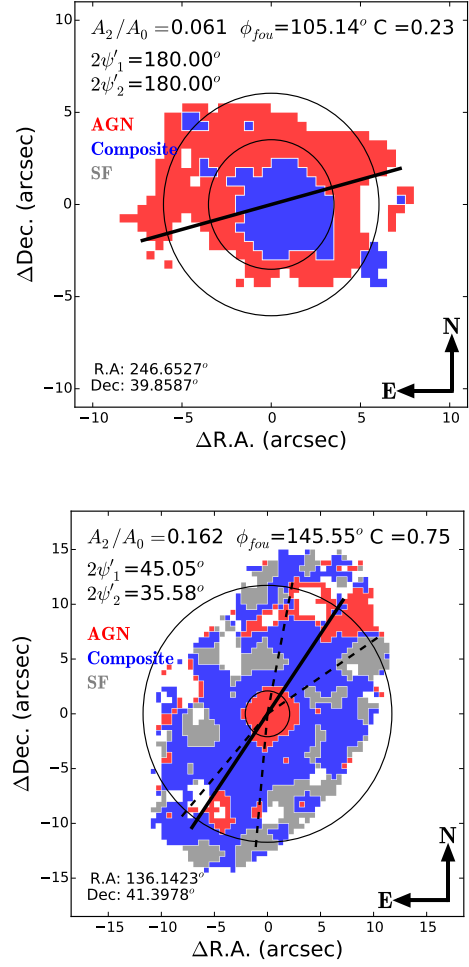 A₂/A₀ =0.061 ϕ_fou=105.14° C =0.23
2ψ′₁=180.00°
2ψ′₂=180.00°
AGN
Composite
SF
10
5
0
−5
−10
ΔDec. (arcsec)
N
E
R.A: 246.6527°
Dec: 39.8587°
−10 −5 0 5 10
ΔR.A. (arcsec)
A₂/A₀ =0.162 ϕ_fou=145.55° C =0.75
2ψ′₁=45.05°
2ψ′₂=35.58°
AGN
Composite
SF
15
10
5
0
−5
−10
−15
ΔDec. (arcsec)
N
E
R.A: 136.1423°
Dec: 41.3978°
−15 −10 −5 0 5 10 15
ΔR.A. (arcsec)